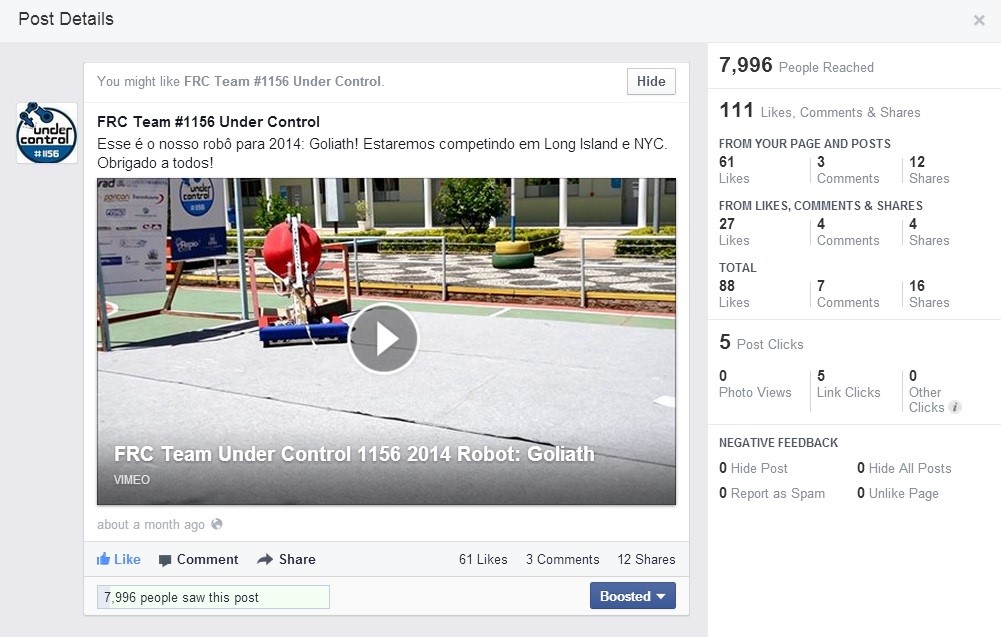 Post Details
×
You might like FRC Team #1156 Under Control.
Hide
under
control
#1156
FRC Team #1156 Under Control
Esse é o nosso robô para 2014: Goliath! Estaremos competindo em Long Island e NYC.
Obrigado a todos!
under
control
FRC Team Under Control 1156 2014 Robot: Goliath
VIMEO
about a month ago
Like Comment Share 61 Likes 3 Comments 12 Shares
7,996 people saw this post
Boosted
7,996 People Reached
111 Likes, Comments & Shares
FROM YOUR PAGE AND POSTS
61 3 12
Likes Comments Shares
FROM LIKES, COMMENTS & SHARES
27 4 4
Likes Comments Shares
TOTAL
88 7 16
Likes Comments Shares
5 Post Clicks
0 5 0
Photo Views Link Clicks Other
Clicks i
NEGATIVE FEEDBACK
0 Hide Post 0 Hide All Posts
0 Report as Spam 0 Unlike Page